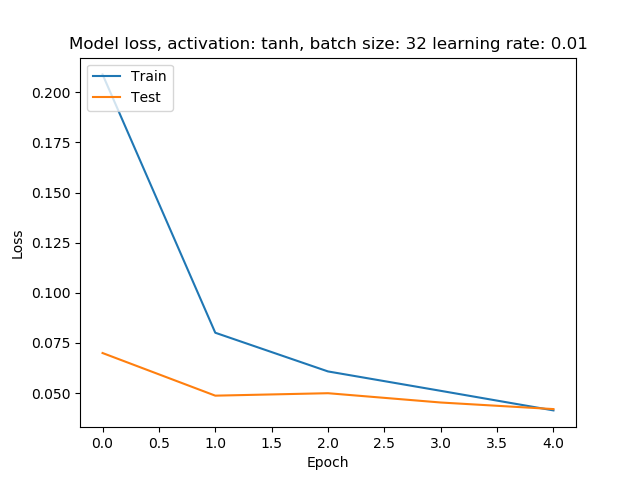 Model loss, activation: tanh, batch size: 32 learning rate: 0.01
Train
Test
0.200
0.175
0.150
0.125
0.100
0.075
0.050
Loss
0.0 0.5 1.0 1.5 2.0 2.5 3.0 3.5 4.0
Epoch